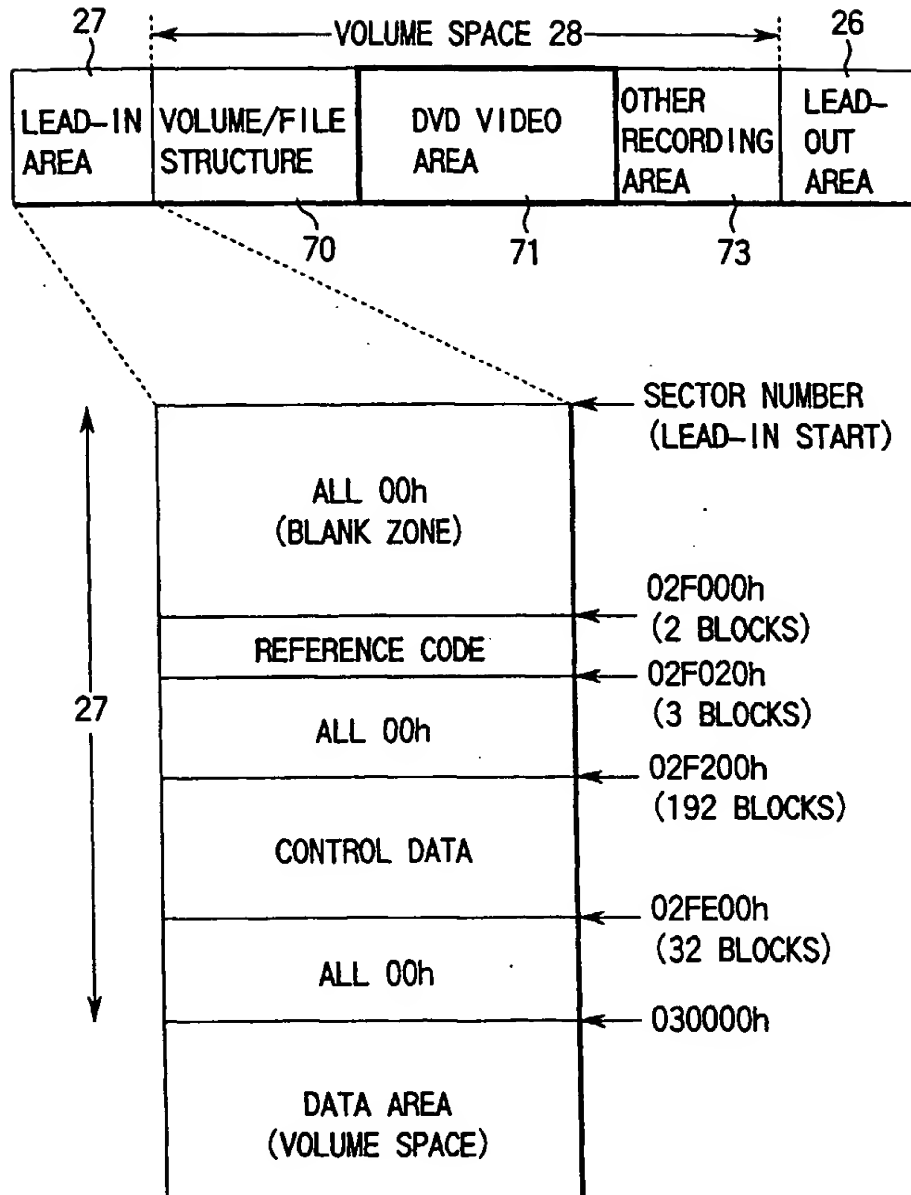 27
VOLUME SPACE 28
26
LEAD-IN
AREA
VOLUME/FILE
STRUCTURE
DVD VIDEO
AREA
OTHER
RECORDING
AREA
LEAD-
OUT
AREA
70
71
73
SECTOR NUMBER
(LEAD-IN START)
ALL 00h
(BLANK ZONE)
02F000h
(2 BLOCKS)
REFERENCE CODE
02F020h
(3 BLOCKS)
27
ALL 00h
02F200h
(192 BLOCKS)
CONTROL DATA
02FE00h
(32 BLOCKS)
ALL 00h
030000h
DATA AREA
(VOLUME SPACE)